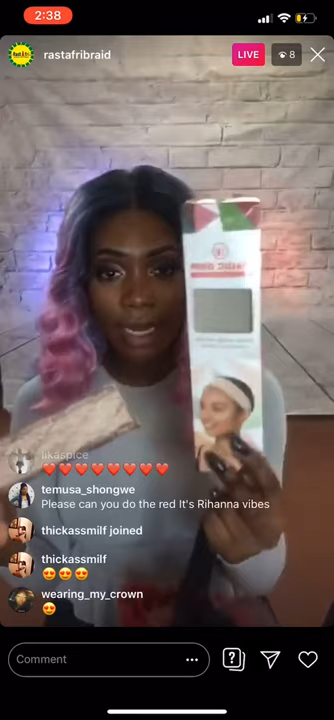 2:38
rastafribraid
LIVE
8
likaspice
❤️❤️❤️❤️❤️❤️❤️❤️
temusa_shongwe
Please can you do the red It's Rihanna vibes
thickassmilf joined
thickassmilf
😍😍😍
wearing_my_crown
😍
Comment